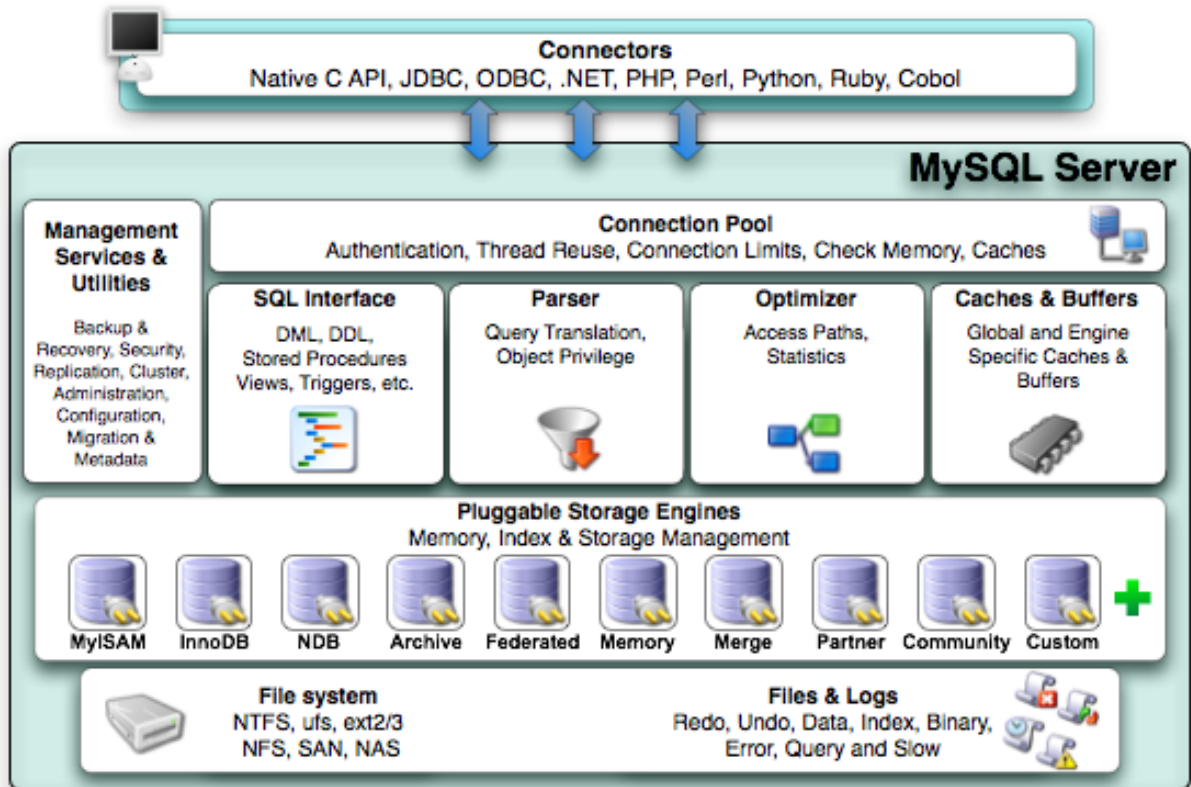 Connectors
Native C API, JDBC, ODBC, .NET, PHP, Perl, Python, Ruby, Cobol
MySQL Server
Management
Services &
Utilities
Backup &
Recovery, Security,
Replication, Cluster,
Administration,
Configuration,
Migration &
Metadata
Connection Pool
Authentication, Thread Reuse, Connection Limits, Check Memory, Caches
SQL Interface
DML, DDL,
Stored Procedures
Views, Triggers, etc.
Parser
Query Translation,
Object Privilege
Optimizer
Access Paths,
Statistics
Caches & Buffers
Global and Engine
Specific Caches &
Buffers
Pluggable Storage Engines
Memory, Index & Storage Management
MyISAM
InnoDB
NDB
Archive
Federated
Memory
Merge
Partner
Community
Custom
File system
NTFS, ufs, ext2/3
NFS, SAN, NAS
Files & Logs
Redo, Undo, Data, Index, Binary,
Error, Query and Slow